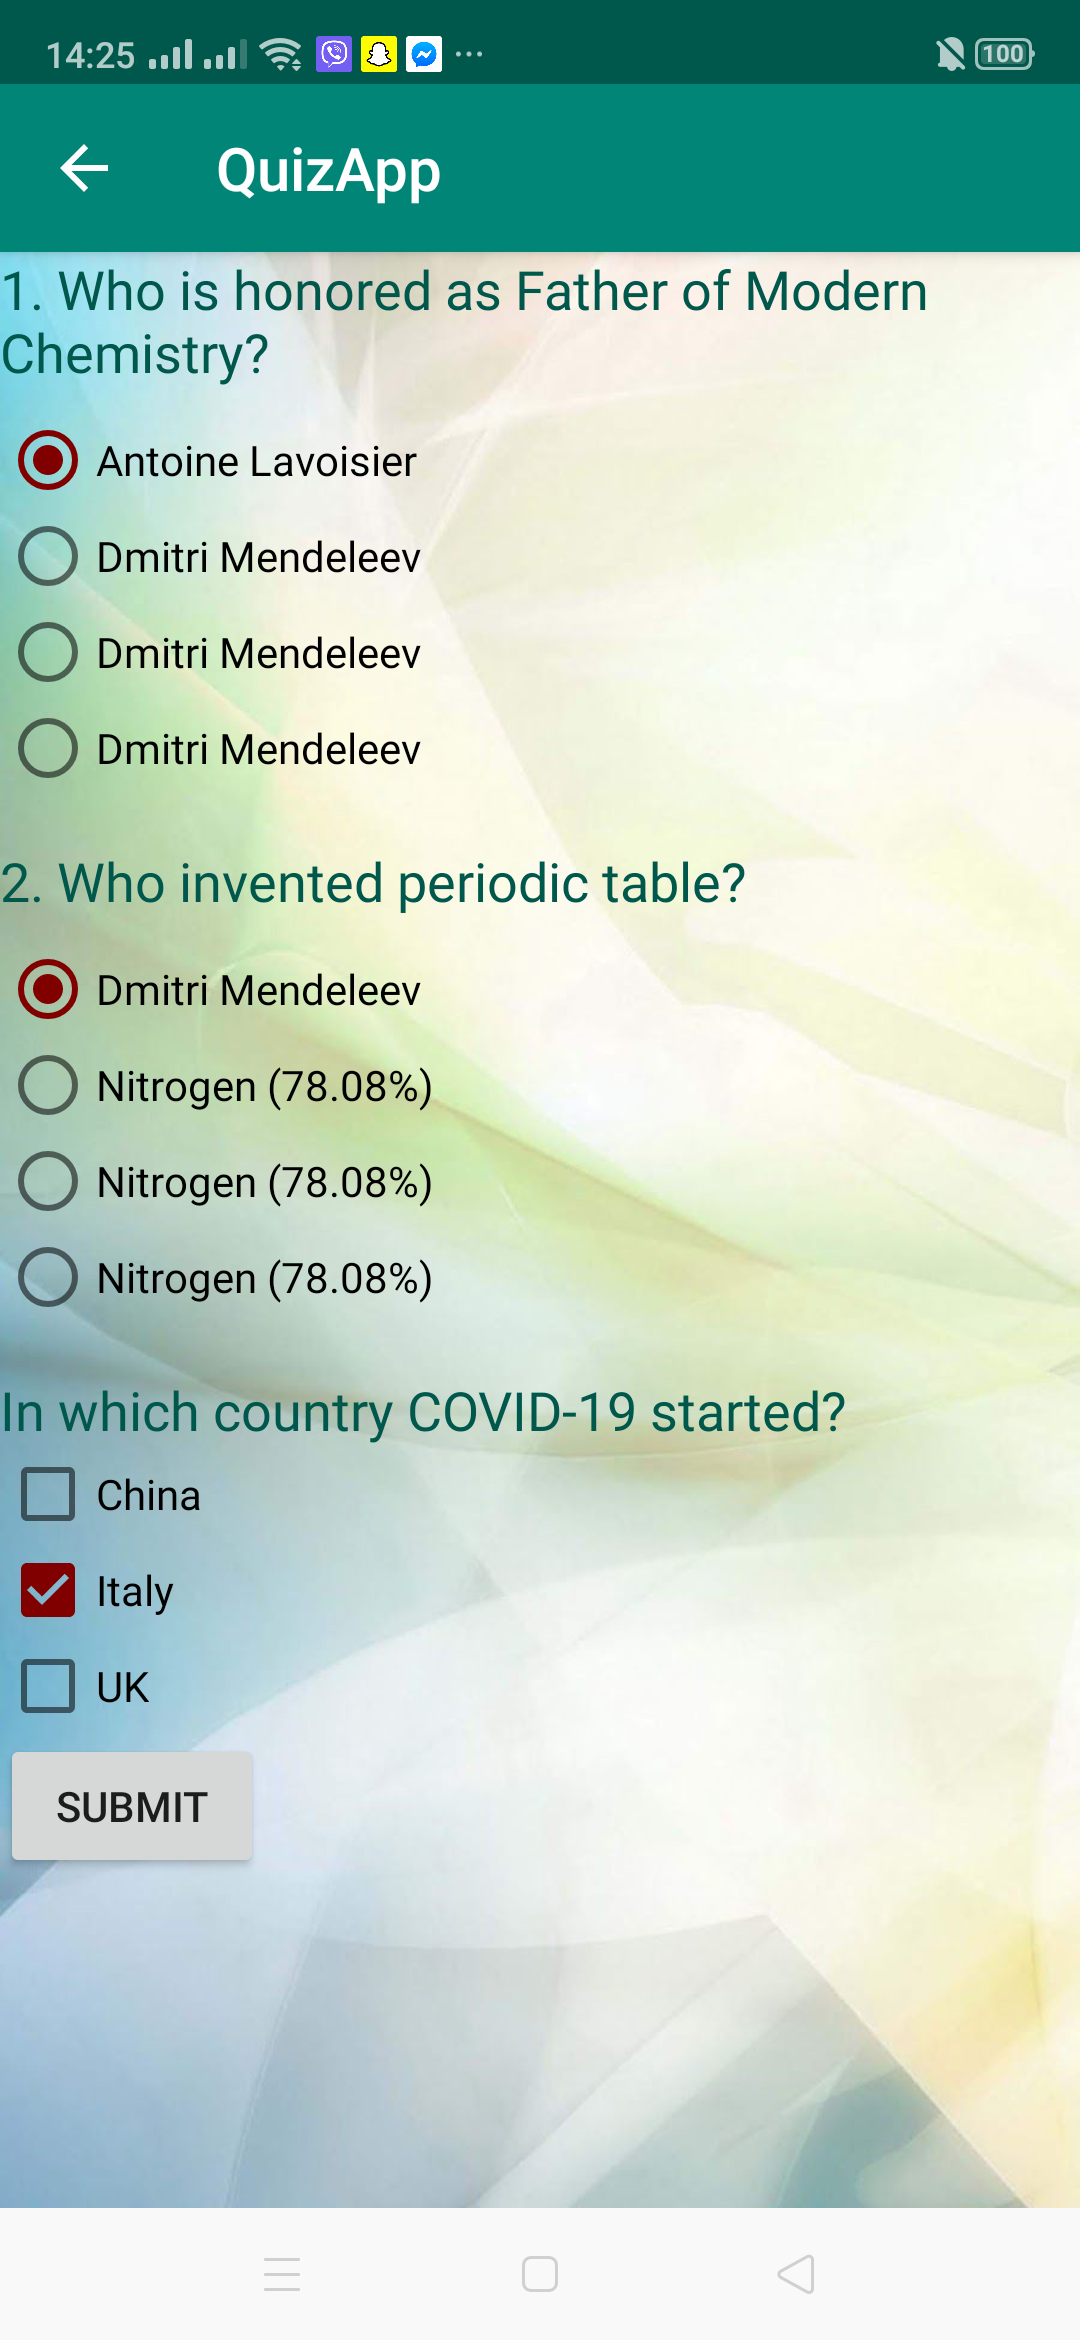 14:25
100
QuizApp
1. Who is honored as Father of Modern
Chemistry?
Antoine Lavoisier
Dmitri Mendeleev
Dmitri Mendeleev
Dmitri Mendeleev
2. Who invented periodic table?
Dmitri Mendeleev
Nitrogen (78.08%)
Nitrogen (78.08%)
Nitrogen (78.08%)
In which country COVID-19 started?
China
Italy
UK
SUBMIT